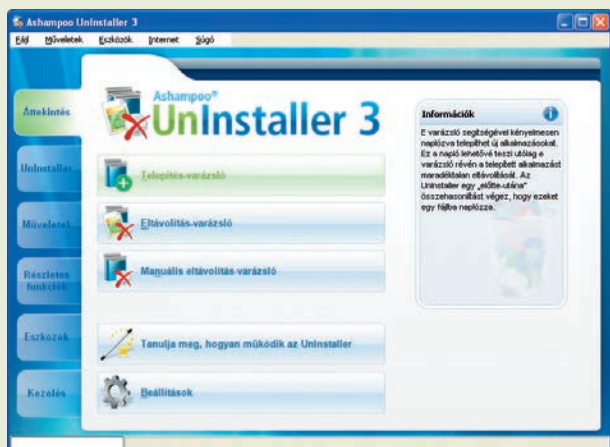 Ashampoo UnInstaller 3
Fájl Műveletek Eszközök Internet Súgó
Áttekintés
Ashampoo®
UnInstaller 3
UnInstaller
Telepítés-varázsló
Műveletek
Eltávolítás-varázsló
Részletes
funkciók
Manuális eltávolítás varázsló
Eszközök
Tanulja meg, hogyan működik az UnInstaller
Kezelés
Beállítások
Információk
E varázsló segítségével kényelmesen
naplózva telepíthet új alkalmazásokat.
Ez a napló lehetővé teszi utólag e
varázsló révén a telepített alkalmazást
maradéktalan eltávolítását. Az
UnInstaller egy „előtte-utána"
összehasonlítást végez, hogy ezeket
egy fájlba naplózza.